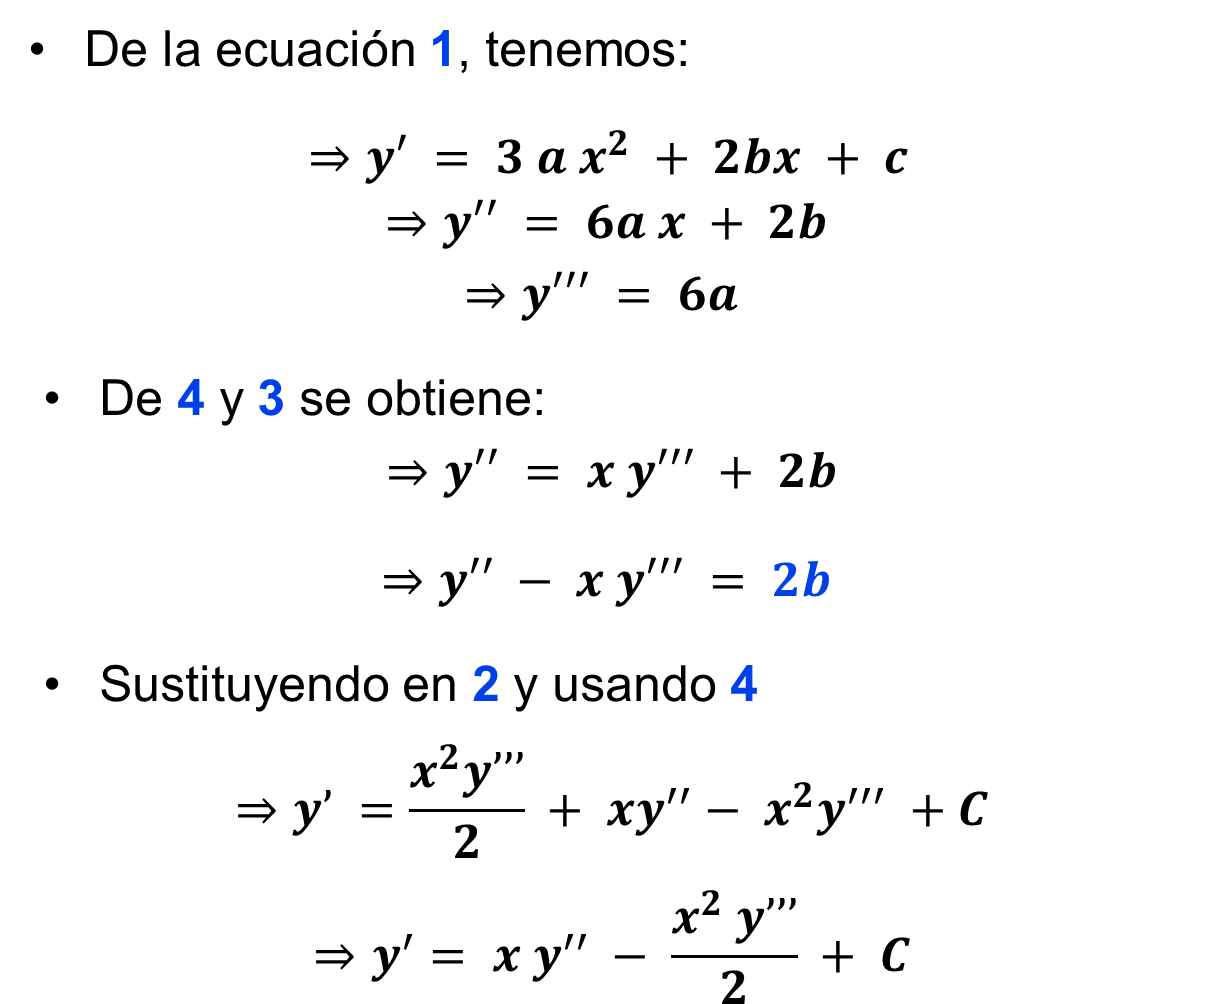 • De la ecuación 1, tenemos:
⇒ y′ = 3 a x² + 2bx + c
⇒ y′′ = 6a x + 2b
⇒ y′′′ = 6a
• De 4 y 3 se obtiene:
⇒ y′′ = x y′′′ + 2b
⇒ y′′ − x y′′′ = 2b
• Sustituyendo en 2 y usando 4
⇒ y’ = x²y’’’/2 + xy′′ − x²y′′′ + C
⇒ y′ = x y′′ − x² y’’’/2 + C